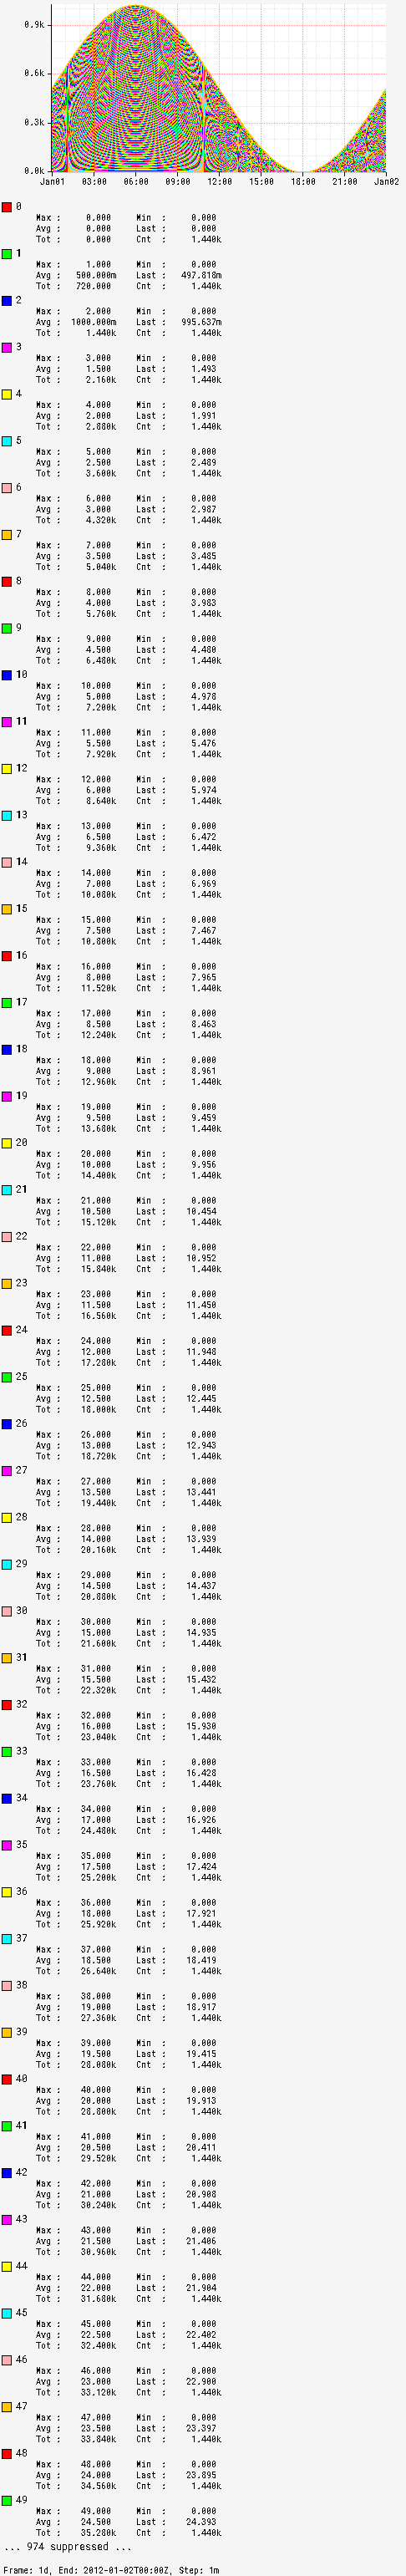 0.9k
0.6k
0.3k
0.0k
Jan01 03:00 06:00 09:00 12:00 15:00 18:00 21:00 Jan02
0
Max : 0.000 Min : 0.000
Avg : 0.000 Last : 0.000
Tot : 0.000 Cnt : 1.440k
1
Max : 1.000 Min : 0.000
Avg : 500.000m Last : 497.818m
Tot : 720.000 Cnt : 1.440k
2
Max : 2.000 Min : 0.000
Avg : 1000.000m Last : 995.637m
Tot : 1.440k Cnt : 1.440k
3
Max : 3.000 Min : 0.000
Avg : 1.500 Last : 1.493
Tot : 2.160k Cnt : 1.440k
4
Max : 4.000 Min : 0.000
Avg : 2.000 Last : 1.991
Tot : 2.880k Cnt : 1.440k
5
Max : 5.000 Min : 0.000
Avg : 2.500 Last : 2.489
Tot : 3.600k Cnt : 1.440k
6
Max : 6.000 Min : 0.000
Avg : 3.000 Last : 2.987
Tot : 4.320k Cnt : 1.440k
7
Max : 7.000 Min : 0.000
Avg : 3.500 Last : 3.485
Tot : 5.040k Cnt : 1.440k
8
Max : 8.000 Min : 0.000
Avg : 4.000 Last : 3.983
Tot : 5.760k Cnt : 1.440k
9
Max : 9.000 Min : 0.000
Avg : 4.500 Last : 4.480
Tot : 6.480k Cnt : 1.440k
10
Max : 10.000 Min : 0.000
Avg : 5.000 Last : 4.978
Tot : 7.200k Cnt : 1.440k
11
Max : 11.000 Min : 0.000
Avg : 5.500 Last : 5.476
Tot : 7.920k Cnt : 1.440k
12
Max : 12.000 Min : 0.000
Avg : 6.000 Last : 5.974
Tot : 8.640k Cnt : 1.440k
13
Max : 13.000 Min : 0.000
Avg : 6.500 Last : 6.472
Tot : 9.360k Cnt : 1.440k
14
Max : 14.000 Min : 0.000
Avg : 7.000 Last : 6.969
Tot : 10.080k Cnt : 1.440k
15
Max : 15.000 Min : 0.000
Avg : 7.500 Last : 7.467
Tot : 10.800k Cnt : 1.440k
16
Max : 16.000 Min : 0.000
Avg : 8.000 Last : 7.965
Tot : 11.520k Cnt : 1.440k
17
Max : 17.000 Min : 0.000
Avg : 8.500 Last : 8.463
Tot : 12.240k Cnt : 1.440k
18
Max : 18.000 Min : 0.000
Avg : 9.000 Last : 8.961
Tot : 12.960k Cnt : 1.440k
19
Max : 19.000 Min : 0.000
Avg : 9.500 Last : 9.459
Tot : 13.680k Cnt : 1.440k
20
Max : 20.000 Min : 0.000
Avg : 10.000 Last : 9.956
Tot : 14.400k Cnt : 1.440k
21
Max : 21.000 Min : 0.000
Avg : 10.500 Last : 10.454
Tot : 15.120k Cnt : 1.440k
22
Max : 22.000 Min : 0.000
Avg : 11.000 Last : 10.952
Tot : 15.840k Cnt : 1.440k
23
Max : 23.000 Min : 0.000
Avg : 11.500 Last : 11.450
Tot : 16.560k Cnt : 1.440k
24
Max : 24.000 Min : 0.000
Avg : 12.000 Last : 11.948
Tot : 17.280k Cnt : 1.440k
25
Max : 25.000 Min : 0.000
Avg : 12.500 Last : 12.445
Tot : 18.000k Cnt : 1.440k
26
Max : 26.000 Min : 0.000
Avg : 13.000 Last : 12.943
Tot : 18.720k Cnt : 1.440k
27
Max : 27.000 Min : 0.000
Avg : 13.500 Last : 13.441
Tot : 19.440k Cnt : 1.440k
28
Max : 28.000 Min : 0.000
Avg : 14.000 Last : 13.939
Tot : 20.160k Cnt : 1.440k
29
Max : 29.000 Min : 0.000
Avg : 14.500 Last : 14.437
Tot : 20.880k Cnt : 1.440k
30
Max : 30.000 Min : 0.000
Avg : 15.000 Last : 14.935
Tot : 21.600k Cnt : 1.440k
31
Max : 31.000 Min : 0.000
Avg : 15.500 Last : 15.432
Tot : 22.320k Cnt : 1.440k
32
Max : 32.000 Min : 0.000
Avg : 16.000 Last : 15.930
Tot : 23.040k Cnt : 1.440k
33
Max : 33.000 Min : 0.000
Avg : 16.500 Last : 16.428
Tot : 23.760k Cnt : 1.440k
34
Max : 34.000 Min : 0.000
Avg : 17.000 Last : 16.926
Tot : 24.480k Cnt : 1.440k
35
Max : 35.000 Min : 0.000
Avg : 17.500 Last : 17.424
Tot : 25.200k Cnt : 1.440k
36
Max : 36.000 Min : 0.000
Avg : 18.000 Last : 17.921
Tot : 25.920k Cnt : 1.440k
37
Max : 37.000 Min : 0.000
Avg : 18.500 Last : 18.419
Tot : 26.640k Cnt : 1.440k
38
Max : 38.000 Min : 0.000
Avg : 19.000 Last : 18.917
Tot : 27.360k Cnt : 1.440k
39
Max : 39.000 Min : 0.000
Avg : 19.500 Last : 19.415
Tot : 28.080k Cnt : 1.440k
40
Max : 40.000 Min : 0.000
Avg : 20.000 Last : 19.913
Tot : 28.800k Cnt : 1.440k
41
Max : 41.000 Min : 0.000
Avg : 20.500 Last : 20.411
Tot : 29.520k Cnt : 1.440k
42
Max : 42.000 Min : 0.000
Avg : 21.000 Last : 20.908
Tot : 30.240k Cnt : 1.440k
43
Max : 43.000 Min : 0.000
Avg : 21.500 Last : 21.406
Tot : 30.960k Cnt : 1.440k
44
Max : 44.000 Min : 0.000
Avg : 22.000 Last : 21.904
Tot : 31.680k Cnt : 1.440k
45
Max : 45.000 Min : 0.000
Avg : 22.500 Last : 22.402
Tot : 32.400k Cnt : 1.440k
46
Max : 46.000 Min : 0.000
Avg : 23.000 Last : 22.900
Tot : 33.120k Cnt : 1.440k
47
Max : 47.000 Min : 0.000
Avg : 23.500 Last : 23.397
Tot : 33.840k Cnt : 1.440k
48
Max : 48.000 Min : 0.000
Avg : 24.000 Last : 23.895
Tot : 34.560k Cnt : 1.440k
49
Max : 49.000 Min : 0.000
Avg : 24.500 Last : 24.393
Tot : 35.280k Cnt : 1.440k
... 974 suppressed ...
Frame: 1d, End: 2012-01-02T00:00Z, Step: 1m